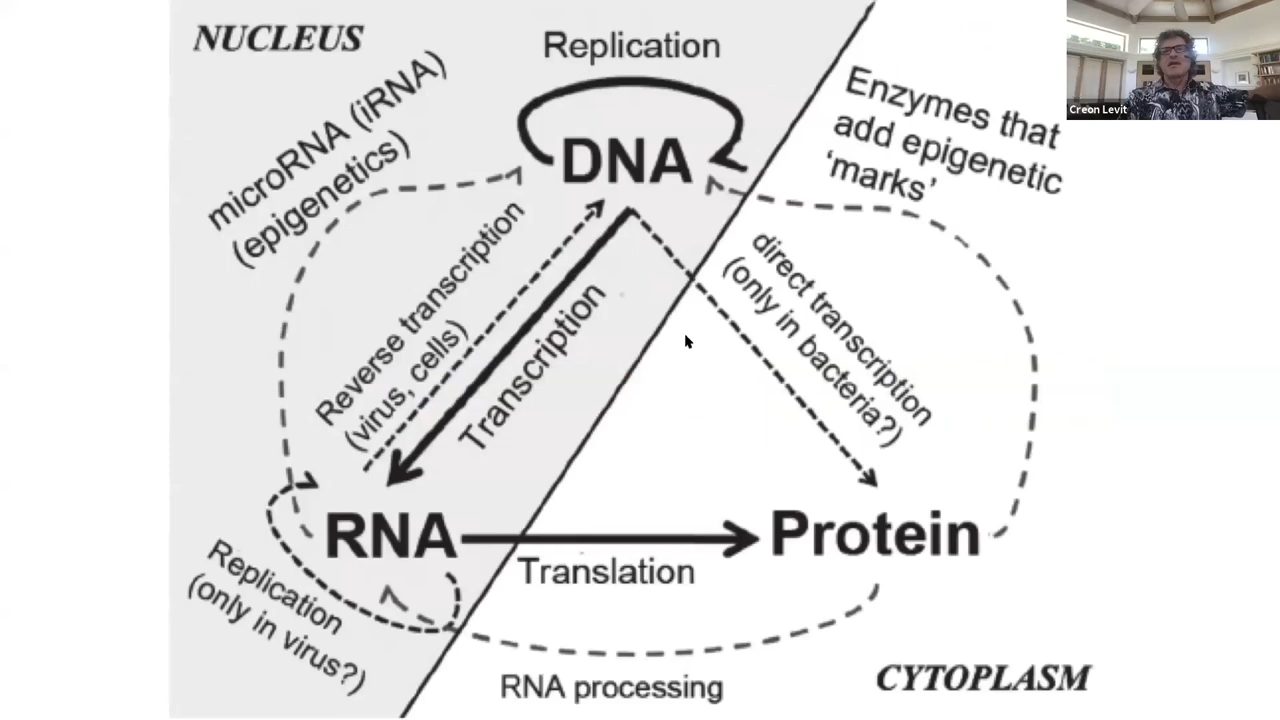 NUCLEUS
Replication
microRNA (iRNA)
(epigenetics)
DNA
Enzymes that
add epigenetic
‘marks’
Creon Levit
Reverse transcription
(virus, cells)
Transcription
direct transcription
(only in bacteria?)
RNA
Translation
Protein
Replication
(only in virus?)
RNA processing
CYTOPLASM